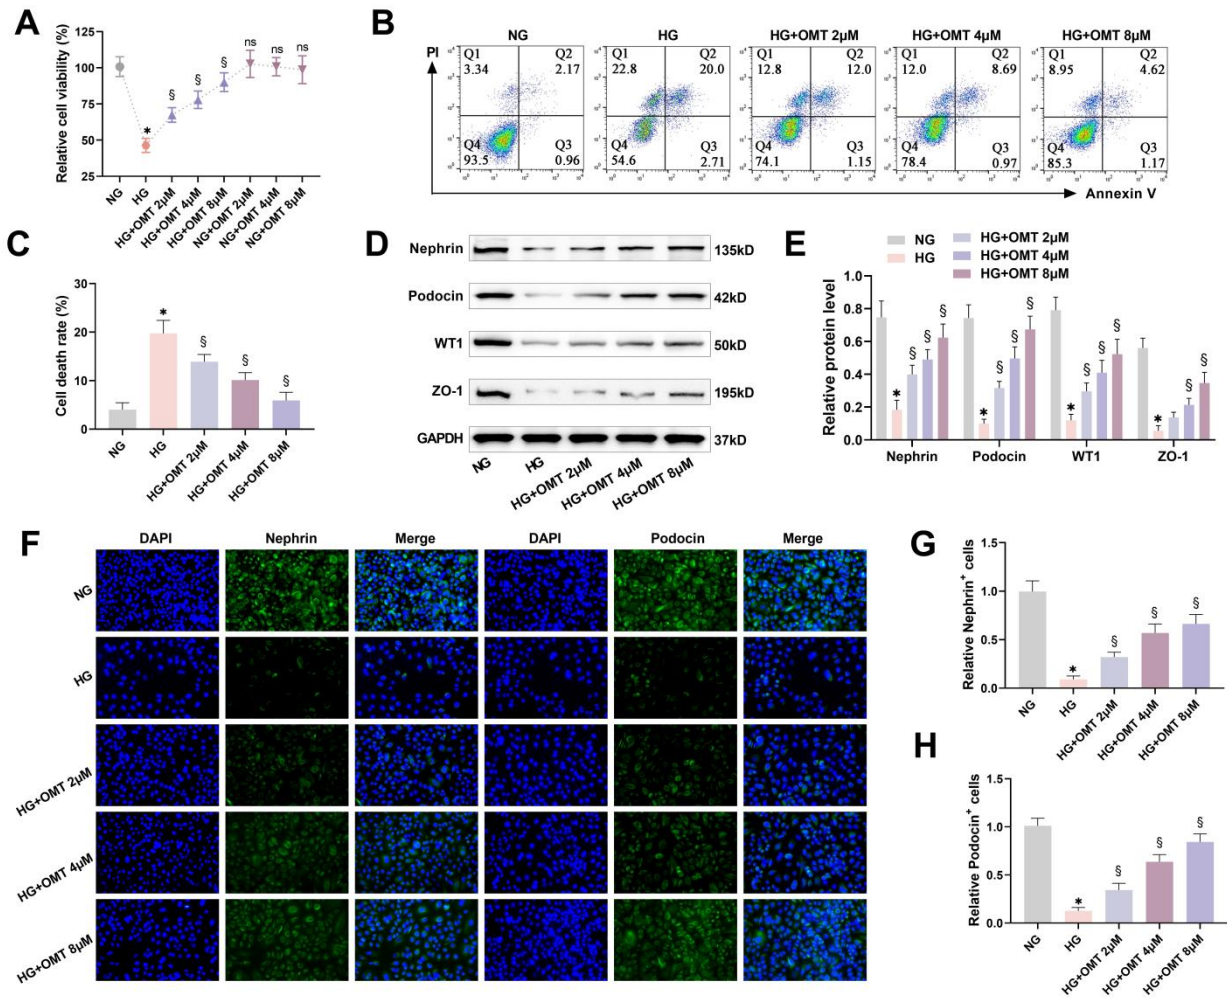 A
Relative cell viability (%)
125
100
75
50
25
*
§
§
§
ns
ns
ns
NG
HG
HG+OMT 2μM
HG+OMT 4μM
HG+OMT 8μM
NG+OMT 2μM
NG+OMT 4μM
NG+OMT 8μM
B
PI
NG
HG
HG+OMT 2μM
HG+OMT 4μM
HG+OMT 8μM
Q1 Q2 Q1 Q2 Q1 Q2 Q1 Q2 Q1 Q2
3.34 2.17 22.8 20.0 12.8 12.0 12.0 8.69 8.95 4.62
Q4 Q3 Q4 Q3 Q4 Q3 Q4 Q3 Q4 Q3
93.5 0.96 54.6 2.71 74.1 1.15 78.4 0.97 85.3 1.17
Annexin V
C
Cell death rate (%)
30
20
10
0
*
§
§
§
NG
HG
HG+OMT 2μM
HG+OMT 4μM
HG+OMT 8μM
D
Nephrin 135kD
Podocin 42kD
WT1 50kD
ZO-1 195kD
GAPDH 37kD
NG
HG
HG+OMT 2μM
HG+OMT 4μM
HG+OMT 8μM
E
NG
HG
HG+OMT 2μM
HG+OMT 4μM
HG+OMT 8μM
Relative protein level
1.0
0.8
0.6
0.4
0.2
0.0
* § § §
* § § §
* § § §
* § §
Nephrin
Podocin
WT1
ZO-1
F
DAPI Nephrin Merge DAPI Podocin Merge
NG
HG
HG+OMT 2μM
HG+OMT 4μM
HG+OMT 8μM
G
Relative Nephrin⁺ cells
1.5
1.0
0.5
0.0
*
§
§
§
NG
HG
HG+OMT 2μM
HG+OMT 4μM
HG+OMT 8μM
H
Relative Podocin⁺ cells
1.5
1.0
0.5
0.0
*
§
§
§
NG
HG
HG+OMT 2μM
HG+OMT 4μM
HG+OMT 8μM